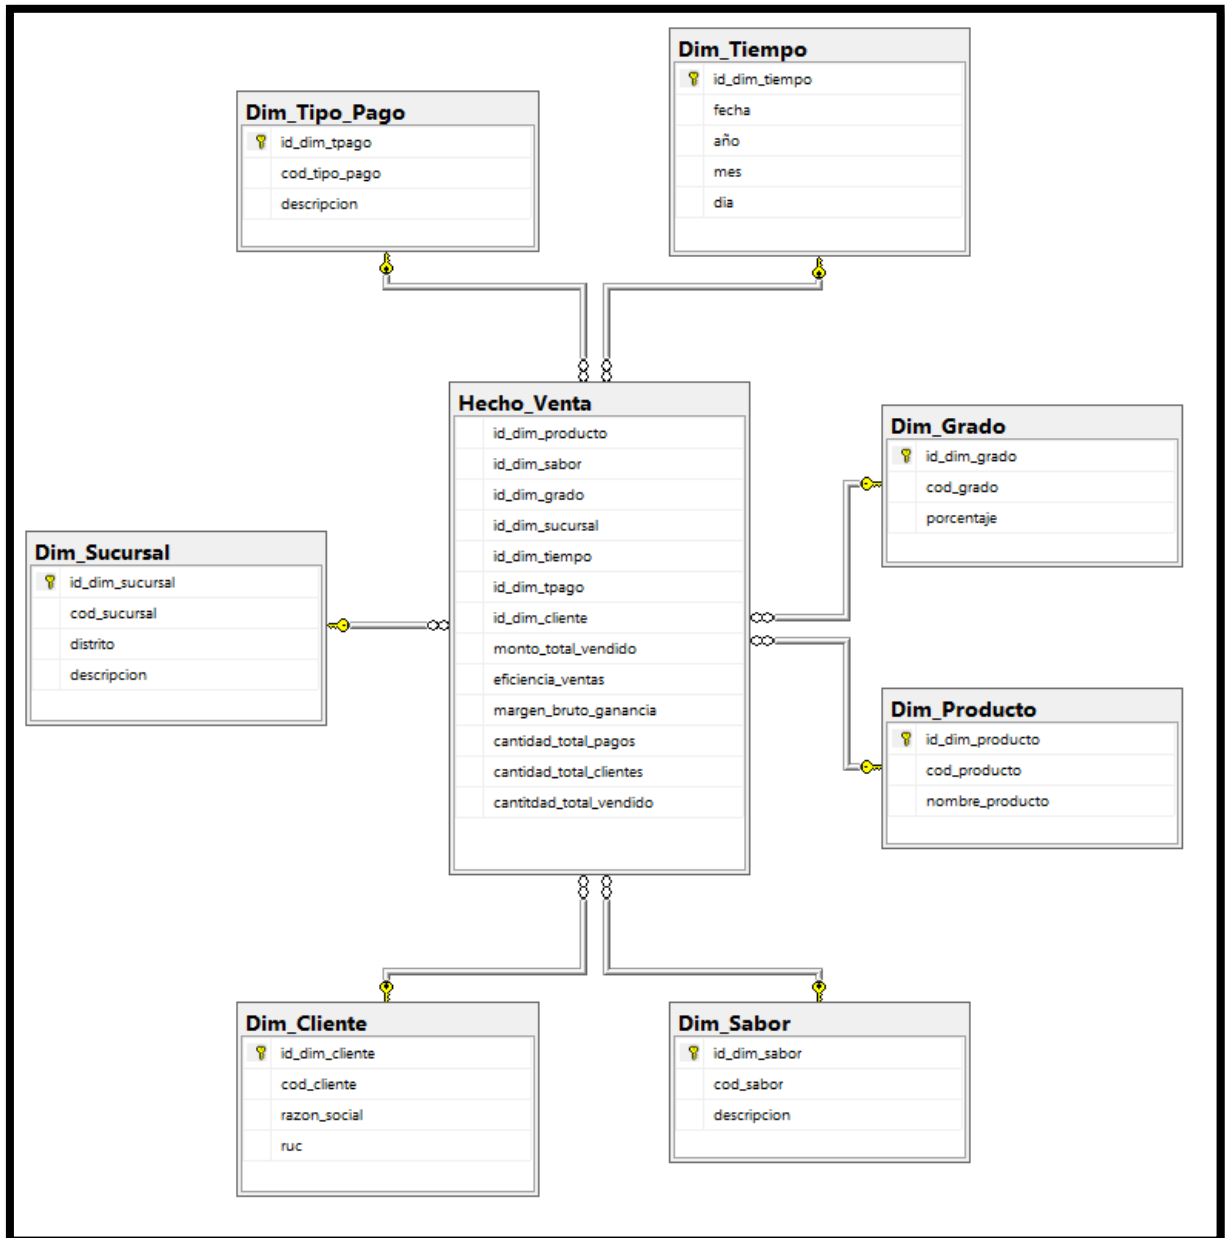 Dim_Tipo_Pago
id_dim_tpago
cod_tipo_pago
descripcion
Dim_Tiempo
id_dim_tiempo
fecha
año
mes
dia
Hecho_Venta
id_dim_producto
id_dim_sabor
id_dim_grado
id_dim_sucursal
id_dim_tiempo
id_dim_tpago
id_dim_cliente
monto_total_vendido
eficiencia_ventas
margen_bruto_ganancia
cantidad_total_pagos
cantidad_total_clientes
cantitdad_total_vendido
Dim_Grado
id_dim_grado
cod_grado
porcentaje
Dim_Sucursal
id_dim_sucursal
cod_sucursal
distrito
descripcion
Dim_Producto
id_dim_producto
cod_producto
nombre_producto
Dim_Cliente
id_dim_cliente
cod_cliente
razon_social
ruc
Dim_Sabor
id_dim_sabor
cod_sabor
descripcion